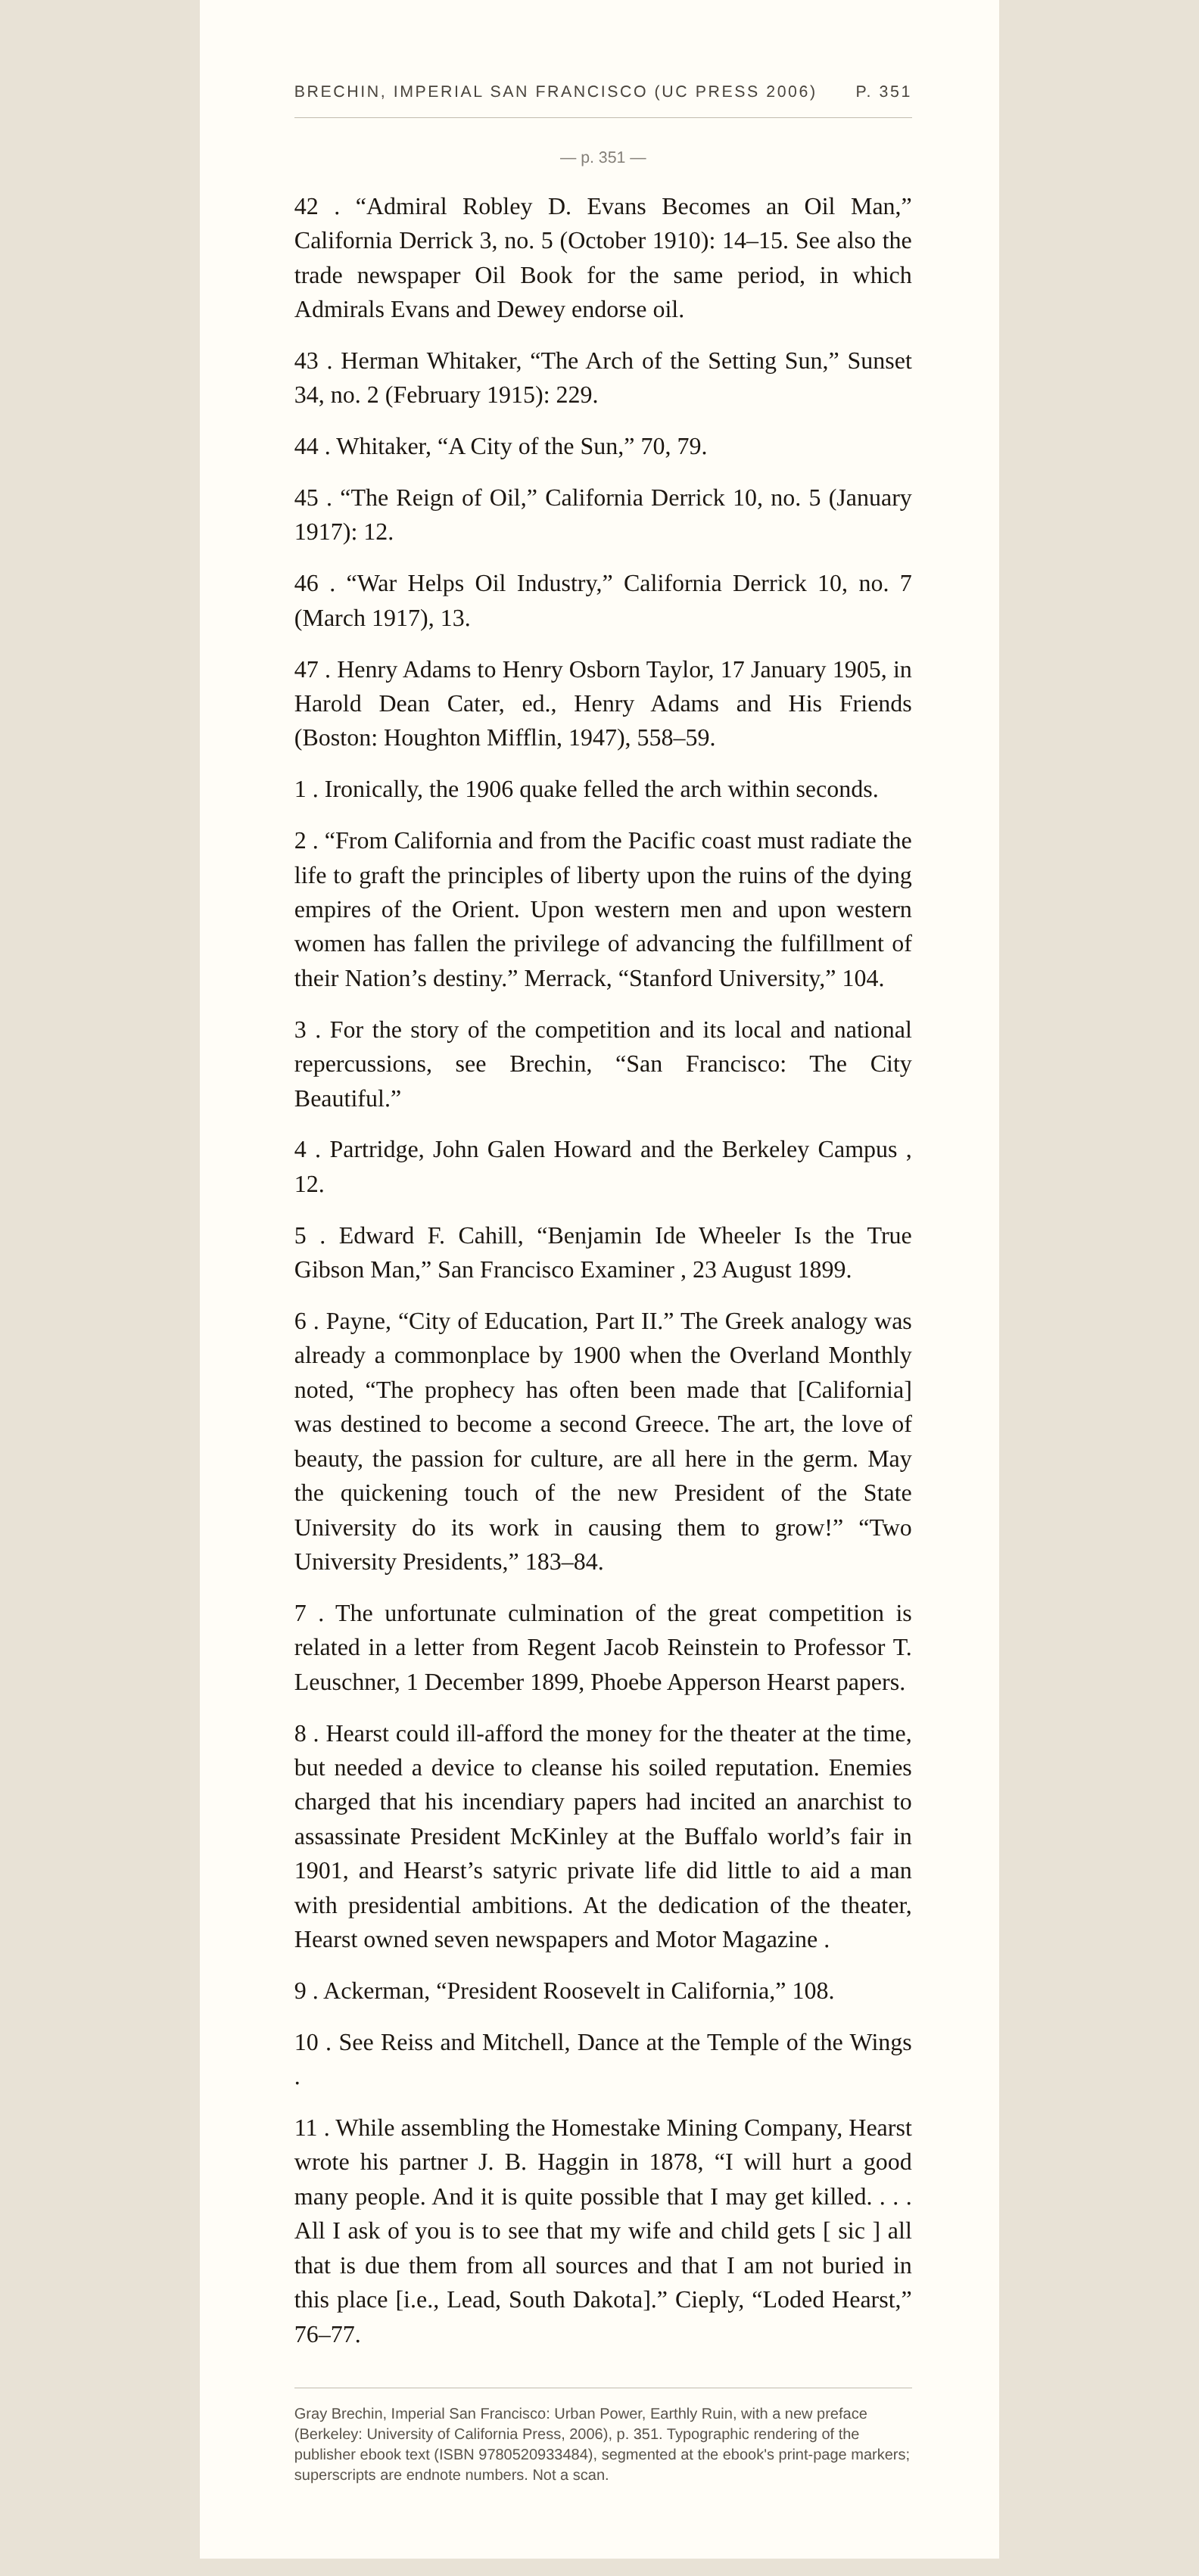 BRECHIN, IMPERIAL SAN FRANCISCO (UC PRESS 2006) P. 351
— p. 351 —
42 . “Admiral Robley D. Evans Becomes an Oil Man,”
California Derrick 3, no. 5 (October 1910): 14–15. See also the
trade newspaper Oil Book for the same period, in which
Admirals Evans and Dewey endorse oil.
43 . Herman Whitaker, “The Arch of the Setting Sun,” Sunset
34, no. 2 (February 1915): 229.
44 . Whitaker, “A City of the Sun,” 70, 79.
45 . “The Reign of Oil,” California Derrick 10, no. 5 (January
1917): 12.
46 . “War Helps Oil Industry,” California Derrick 10, no. 7
(March 1917), 13.
47 . Henry Adams to Henry Osborn Taylor, 17 January 1905, in
Harold Dean Cater, ed., Henry Adams and His Friends
(Boston: Houghton Mifflin, 1947), 558–59.
1 . Ironically, the 1906 quake felled the arch within seconds.
2 . “From California and from the Pacific coast must radiate the
life to graft the principles of liberty upon the ruins of the dying
empires of the Orient. Upon western men and upon western
women has fallen the privilege of advancing the fulfillment of
their Nation’s destiny.” Merrack, “Stanford University,” 104.
3 . For the story of the competition and its local and national
repercussions, see Brechin, “San Francisco: The City
Beautiful.”
4 . Partridge, John Galen Howard and the Berkeley Campus ,
12.
5 . Edward F. Cahill, “Benjamin Ide Wheeler Is the True
Gibson Man,” San Francisco Examiner , 23 August 1899.
6 . Payne, “City of Education, Part II.” The Greek analogy was
already a commonplace by 1900 when the Overland Monthly
noted, “The prophecy has often been made that [California]
was destined to become a second Greece. The art, the love of
beauty, the passion for culture, are all here in the germ. May
the quickening touch of the new President of the State
University do its work in causing them to grow!” “Two
University Presidents,” 183–84.
7 . The unfortunate culmination of the great competition is
related in a letter from Regent Jacob Reinstein to Professor T.
Leuschner, 1 December 1899, Phoebe Apperson Hearst papers.
8 . Hearst could ill-afford the money for the theater at the time,
but needed a device to cleanse his soiled reputation. Enemies
charged that his incendiary papers had incited an anarchist to
assassinate President McKinley at the Buffalo world’s fair in
1901, and Hearst’s satyric private life did little to aid a man
with presidential ambitions. At the dedication of the theater,
Hearst owned seven newspapers and Motor Magazine .
9 . Ackerman, “President Roosevelt in California,” 108.
10 . See Reiss and Mitchell, Dance at the Temple of the Wings
.
11 . While assembling the Homestake Mining Company, Hearst
wrote his partner J. B. Haggin in 1878, “I will hurt a good
many people. And it is quite possible that I may get killed. . . .
All I ask of you is to see that my wife and child gets [ sic ] all
that is due them from all sources and that I am not buried in
this place [i.e., Lead, South Dakota].” Cieply, “Loded Hearst,”
76–77.
Gray Brechin, Imperial San Francisco: Urban Power, Earthly Ruin, with a new preface
(Berkeley: University of California Press, 2006), p. 351. Typographic rendering of the
publisher ebook text (ISBN 9780520933484), segmented at the ebook's print-page markers;
superscripts are endnote numbers. Not a scan.